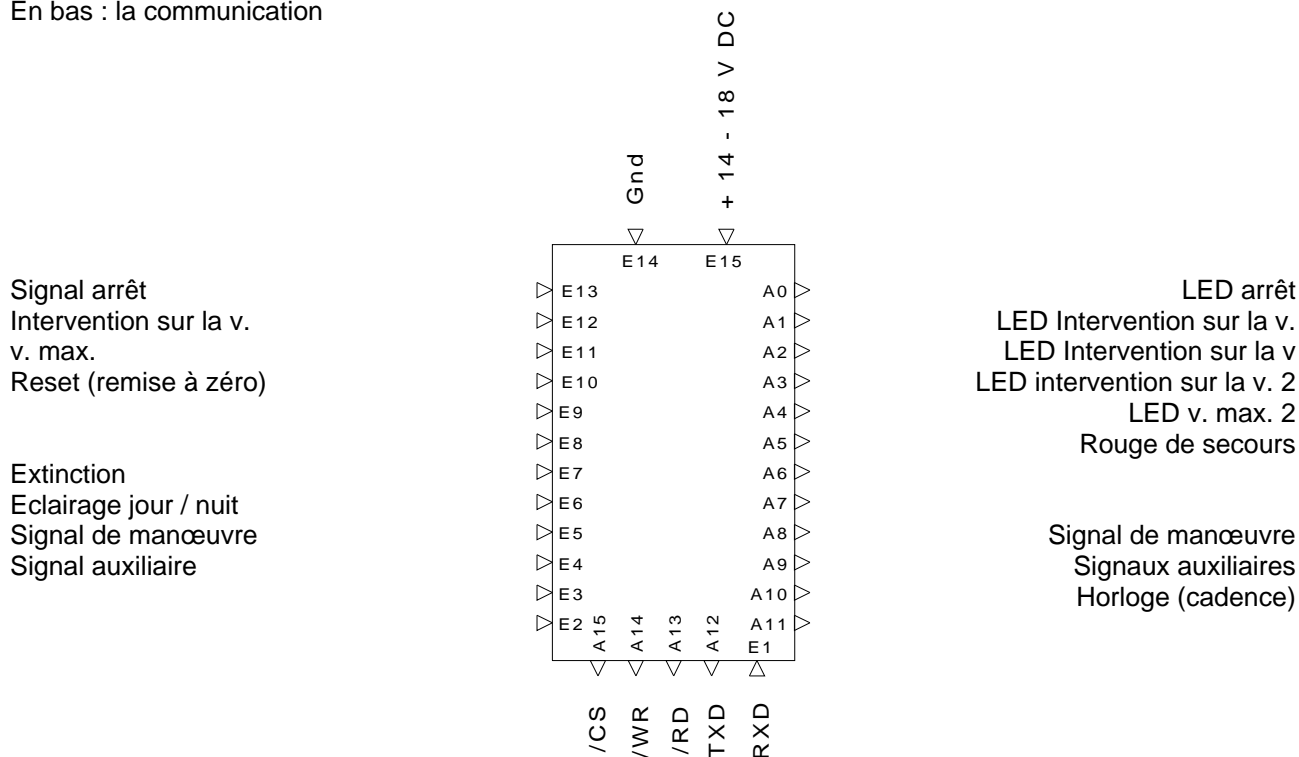 En bas : la communication
Gnd
+ 14 - 18 V DC
E14 E15
Signal arrêt E13 A0 LED arrêt
Intervention sur la v. E12 A1 LED Intervention sur la v.
v. max. E11 A2 LED Intervention sur la v
Reset (remise à zéro) E10 A3 LED intervention sur la v. 2
E9 A4 LED v. max. 2
E8 A5 Rouge de secours
Extinction E7 A6
Eclairage jour / nuit E6 A7
Signal de manœuvre E5 A8 Signal de manœuvre
Signal auxiliaire E4 A9 Signaux auxiliaires
E3 A10 Horloge (cadence)
E2 A15 A14 A13 A12 A11
E1
/CS /WR /RD TXD RXD